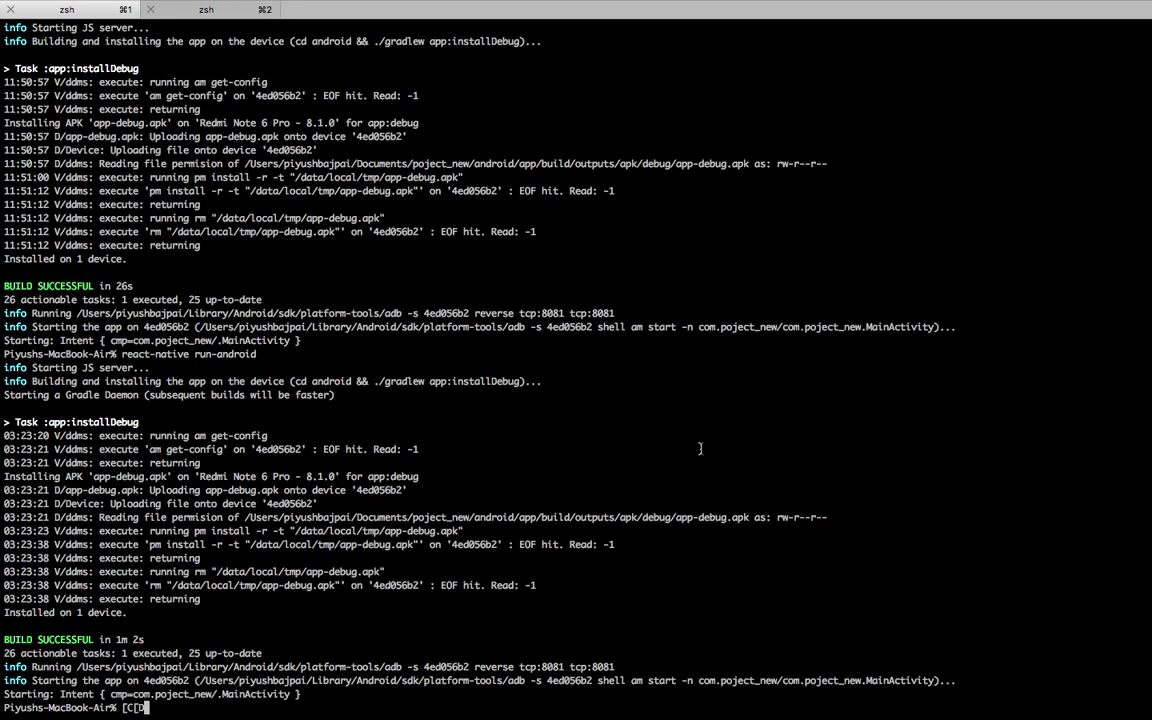 zsh ⌘1 zsh ⌘2
info Starting JS server...
info Building and installing the app on the device (cd android && ./gradlew app:installDebug)...
> Task :app:installDebug
11:50:57 V/ddms: execute: running am get-config
11:50:57 V/ddms: execute 'am get-config' on '4ed056b2' : EOF hit. Read: -1
11:50:57 V/ddms: execute: returning
Installing APK 'app-debug.apk' on 'Redmi Note 6 Pro - 8.1.0' for app:debug
11:50:57 D/app-debug.apk: Uploading app-debug.apk onto device '4ed056b2'
11:50:57 D/Device: Uploading file onto device '4ed056b2'
11:50:57 D/ddms: Reading file permision of /Users/piyushbajpai/Documents/poject_new/android/app/build/outputs/apk/debug/app-debug.apk as: rw-r--r--
11:51:00 V/ddms: execute: running pm install -r -t "/data/local/tmp/app-debug.apk"
11:51:12 V/ddms: execute 'pm install -r -t "/data/local/tmp/app-debug.apk"' on '4ed056b2' : EOF hit. Read: -1
11:51:12 V/ddms: execute: returning
11:51:12 V/ddms: execute: running rm "/data/local/tmp/app-debug.apk"
11:51:12 V/ddms: execute 'rm "/data/local/tmp/app-debug.apk"' on '4ed056b2' : EOF hit. Read: -1
11:51:12 V/ddms: execute: returning
Installed on 1 device.
BUILD SUCCESSFUL in 26s
26 actionable tasks: 1 executed, 25 up-to-date
info Running /Users/piyushbajpai/Library/Android/sdk/platform-tools/adb -s 4ed056b2 reverse tcp:8081 tcp:8081
info Starting the app on 4ed056b2 (/Users/piyushbajpai/Library/Android/sdk/platform-tools/adb -s 4ed056b2 shell am start -n com.poject_new/com.poject_new.MainActivity)...
Starting: Intent { cmp=com.poject_new/.MainActivity }
Piyushs-MacBook-Air% react-native run-android
info Starting JS server...
info Building and installing the app on the device (cd android && ./gradlew app:installDebug)...
Starting a Gradle Daemon (subsequent builds will be faster)
> Task :app:installDebug
03:23:20 V/ddms: execute: running am get-config
03:23:21 V/ddms: execute 'am get-config' on '4ed056b2' : EOF hit. Read: -1
03:23:21 V/ddms: execute: returning
Installing APK 'app-debug.apk' on 'Redmi Note 6 Pro - 8.1.0' for app:debug
03:23:21 D/app-debug.apk: Uploading app-debug.apk onto device '4ed056b2'
03:23:21 D/Device: Uploading file onto device '4ed056b2'
03:23:21 D/ddms: Reading file permision of /Users/piyushbajpai/Documents/poject_new/android/app/build/outputs/apk/debug/app-debug.apk as: rw-r--r--
03:23:23 V/ddms: execute: running pm install -r -t "/data/local/tmp/app-debug.apk"
03:23:38 V/ddms: execute 'pm install -r -t "/data/local/tmp/app-debug.apk"' on '4ed056b2' : EOF hit. Read: -1
03:23:38 V/ddms: execute: returning
03:23:38 V/ddms: execute: running rm "/data/local/tmp/app-debug.apk"
03:23:38 V/ddms: execute 'rm "/data/local/tmp/app-debug.apk"' on '4ed056b2' : EOF hit. Read: -1
03:23:38 V/ddms: execute: returning
Installed on 1 device.
BUILD SUCCESSFUL in 1m 2s
26 actionable tasks: 1 executed, 25 up-to-date
info Running /Users/piyushbajpai/Library/Android/sdk/platform-tools/adb -s 4ed056b2 reverse tcp:8081 tcp:8081
info Starting the app on 4ed056b2 (/Users/piyushbajpai/Library/Android/sdk/platform-tools/adb -s 4ed056b2 shell am start -n com.poject_new/com.poject_new.MainActivity)...
Starting: Intent { cmp=com.poject_new/.MainActivity }
Piyushs-MacBook-Air% [C[D